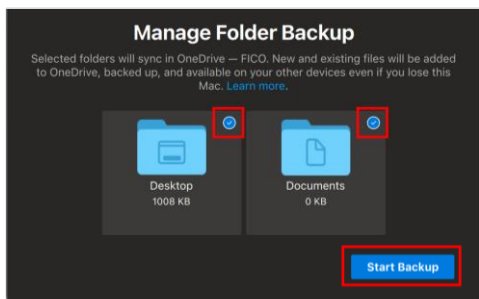 Manage Folder Backup
Selected folders will sync in OneDrive — FICO. New and existing files will be added
to OneDrive, backed up, and available on your other devices even if you lose this
Mac. Learn more.
Desktop
1008 KB
Documents
0 KB
Start Backup